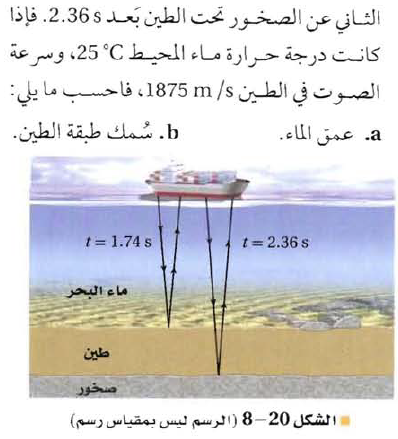 الثاني عن الصخور تحت الطين بَعد 2.36 s. فإذا
كانت درجة حرارة ماء المحيط 25 °C، وسرعة
الصوت في الطين 1875 m/s، فاحسب ما يلي:
a. عمق الماء. b. سُمك طبقة الطين.
t = 1.74 s t = 2.36 s
ماء البحر
طين
صخور
■ الشكل 20-8 (الرسم ليس بمقياس رسم)